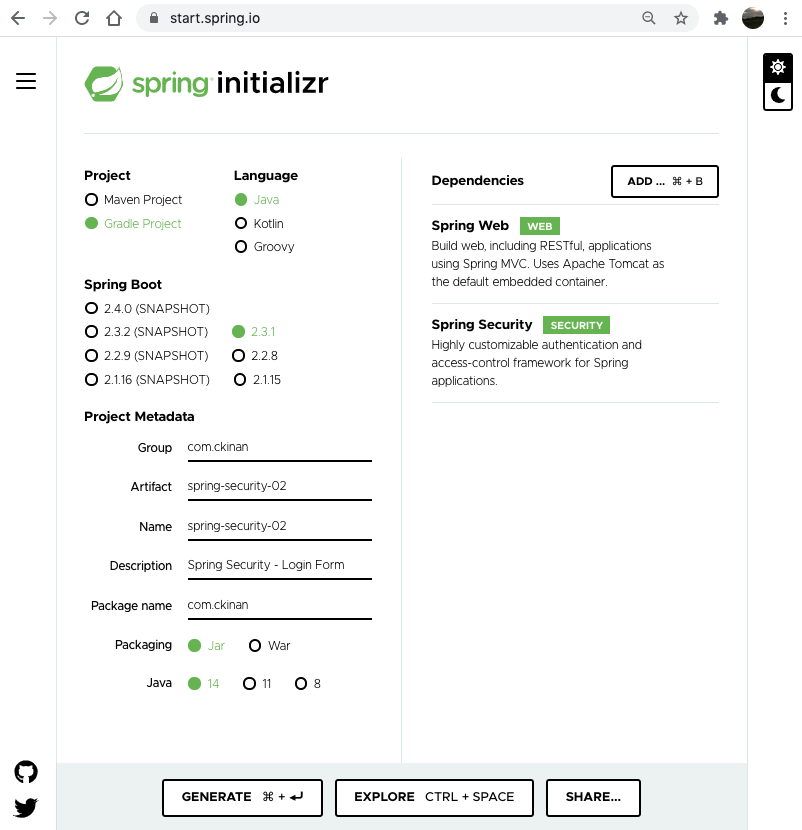 start.spring.io
spring initializr
Project
Maven Project
Gradle Project
Language
Java
Kotlin
Groovy
Spring Boot
2.4.0 (SNAPSHOT)
2.3.2 (SNAPSHOT) 2.3.1
2.2.9 (SNAPSHOT) 2.2.8
2.1.16 (SNAPSHOT) 2.1.15
Project Metadata
Group com.ckinan
Artifact spring-security-02
Name spring-security-02
Description Spring Security - Login Form
Package name com.ckinan
Packaging Jar War
Java 14 11 8
Dependencies ADD ... ⌘ + B
Spring Web WEB
Build web, including RESTful, applications
using Spring MVC. Uses Apache Tomcat as
the default embedded container.
Spring Security SECURITY
Highly customizable authentication and
access-control framework for Spring
applications.
GENERATE ⌘ + ↵ EXPLORE CTRL + SPACE SHARE...